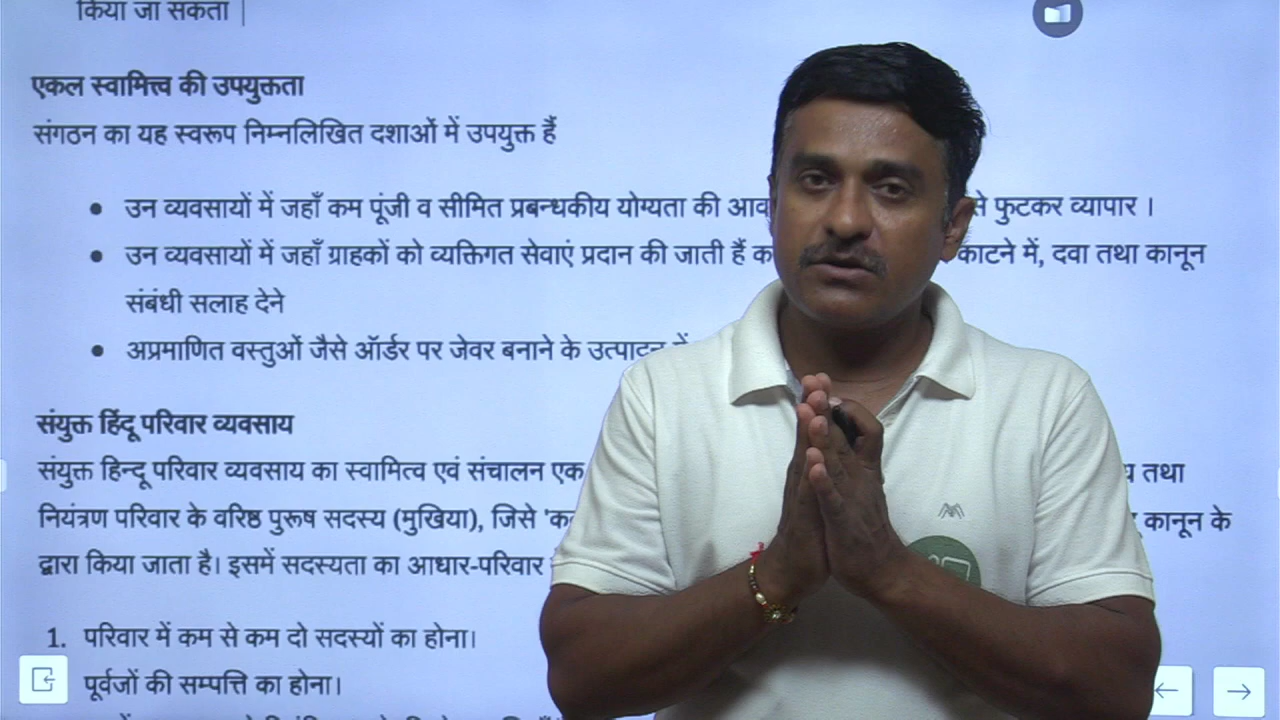 किया जा सकता
एकल स्वामित्त्व की उपयुक्तता
संगठन का यह स्वरूप निम्नलिखित दशाओं में उपयुक्त हैं
• उन व्यवसायों में जहाँ कम पूंजी व सीमित प्रबन्धकीय योग्यता की से फुटकर व्यापार ।
• उन व्यवसायों में जहाँ ग्राहकों को व्यक्तिगत सेवाएं प्रदान की जाती हैं काटने में, दवा तथा कानून
संबंधी सलाह देने
• अप्रमाणित वस्तुओं जैसे ऑर्डर पर जेवर बनाने के उत्पादन में
संयुक्त हिंदू परिवार व्यवसाय
संयुक्त हिन्दू परिवार व्यवसाय का स्वामित्व एवं संचालन एक तथा
नियंत्रण परिवार के वरिष्ठ पुरूष सदस्य (मुखिया), जिसे कानून के
द्वारा किया जाता है। इसमें सदस्यता का आधार-परिवार
1. परिवार में कम से कम दो सदस्यों का होना।
पूर्वजों की सम्पत्ति का होना।